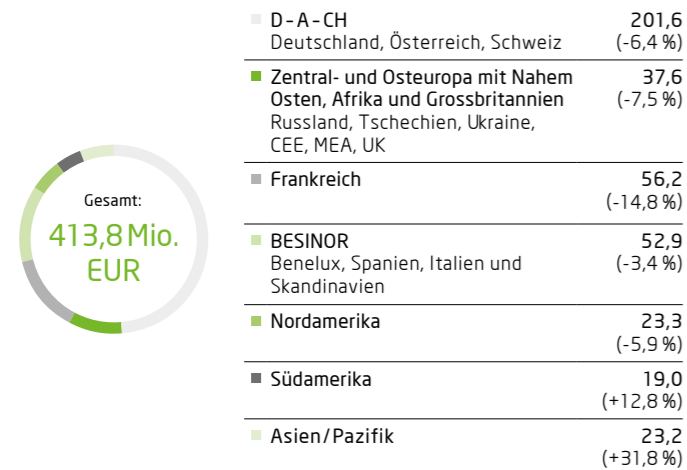 Gesamt:
413,8 Mio.
EUR
D-A-CH 201,6
Deutschland, Österreich, Schweiz (-6,4 %)
Zentral- und Osteuropa mit Nahem 37,6
Osten, Afrika und Grossbritannien (-7,5 %)
Russland, Tschechien, Ukraine,
CEE, MEA, UK
Frankreich 56,2
(-14,8 %)
BESINOR 52,9
Benelux, Spanien, Italien und (-3,4 %)
Skandinavien
Nordamerika 23,3
(-5,9 %)
Südamerika 19,0
(+12,8 %)
Asien/Pazifik 23,2
(+31,8 %)